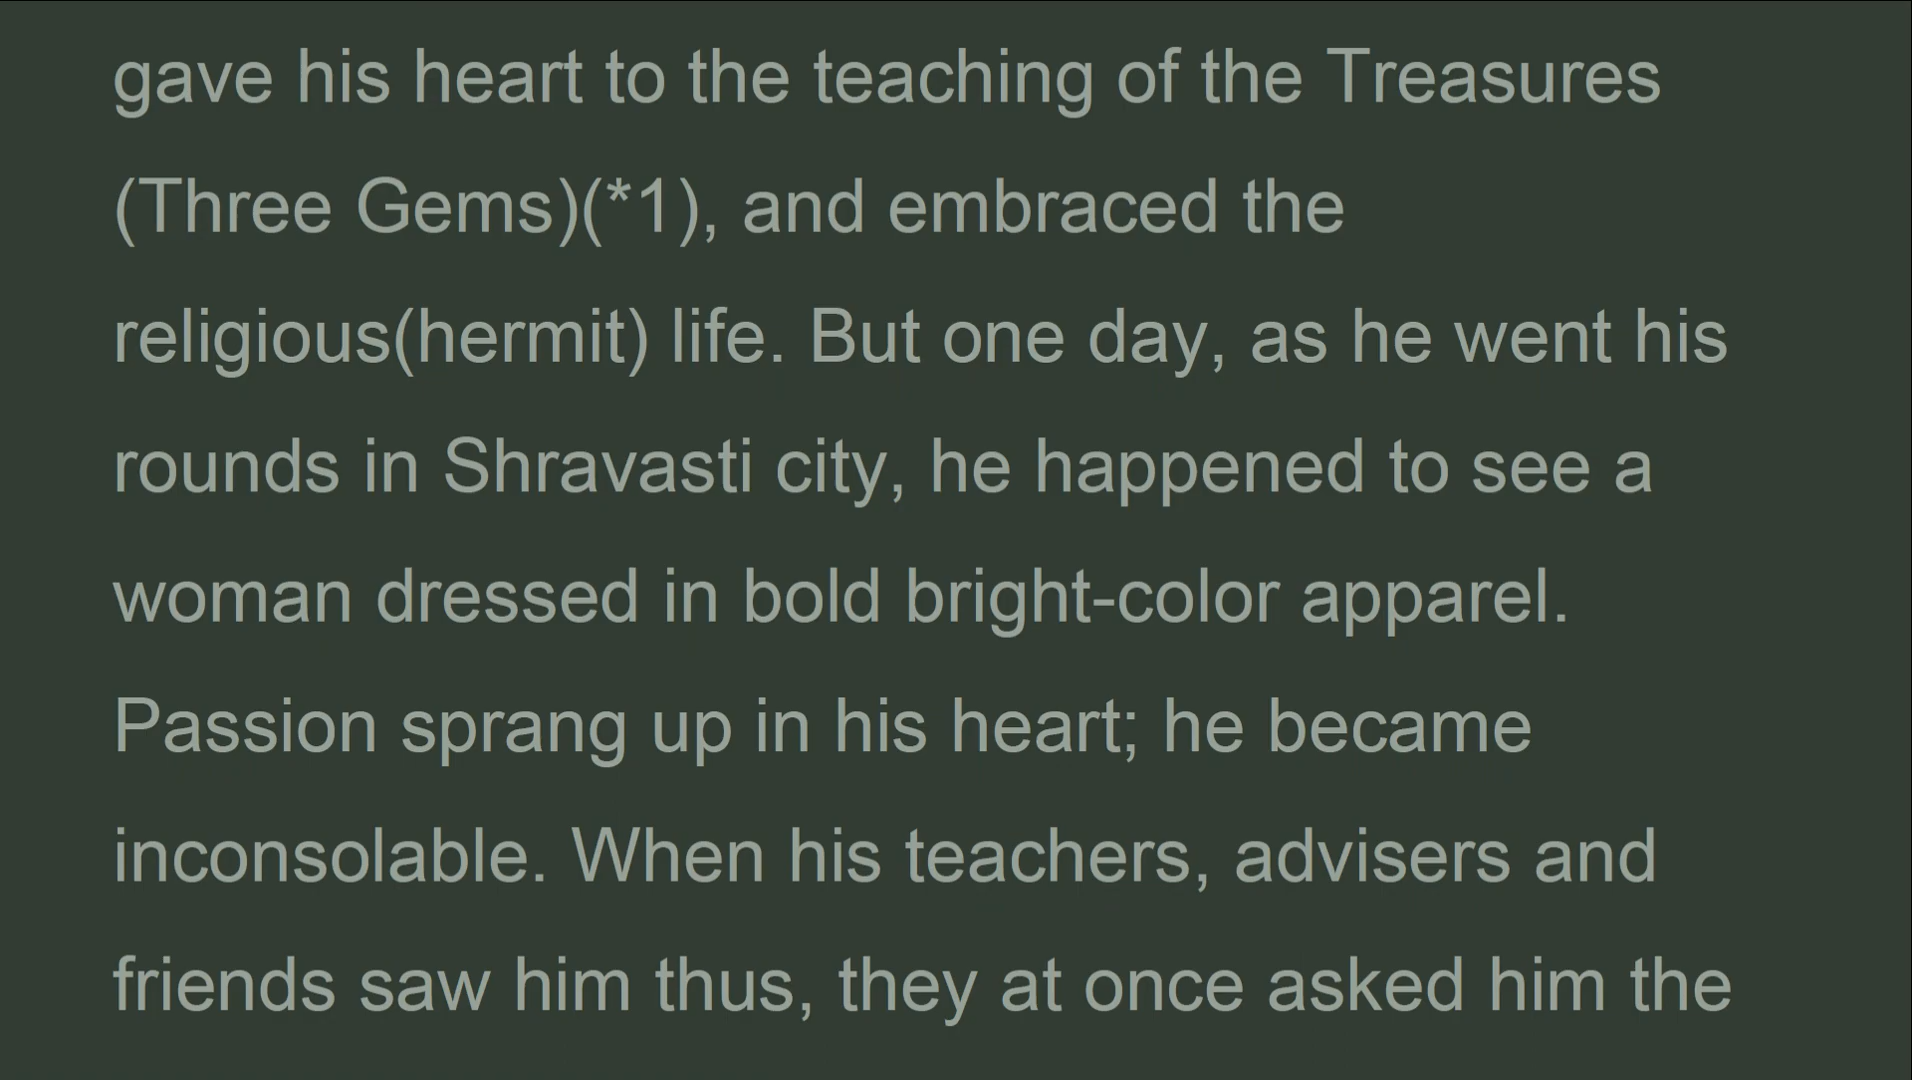 gave his heart to the teaching of the Treasures
(Three Gems)(*1), and embraced the
religious(hermit) life. But one day, as he went his
rounds in Shravasti city, he happened to see a
woman dressed in bold bright-color apparel.
Passion sprang up in his heart; he became
inconsolable. When his teachers, advisers and
friends saw him thus, they at once asked him the